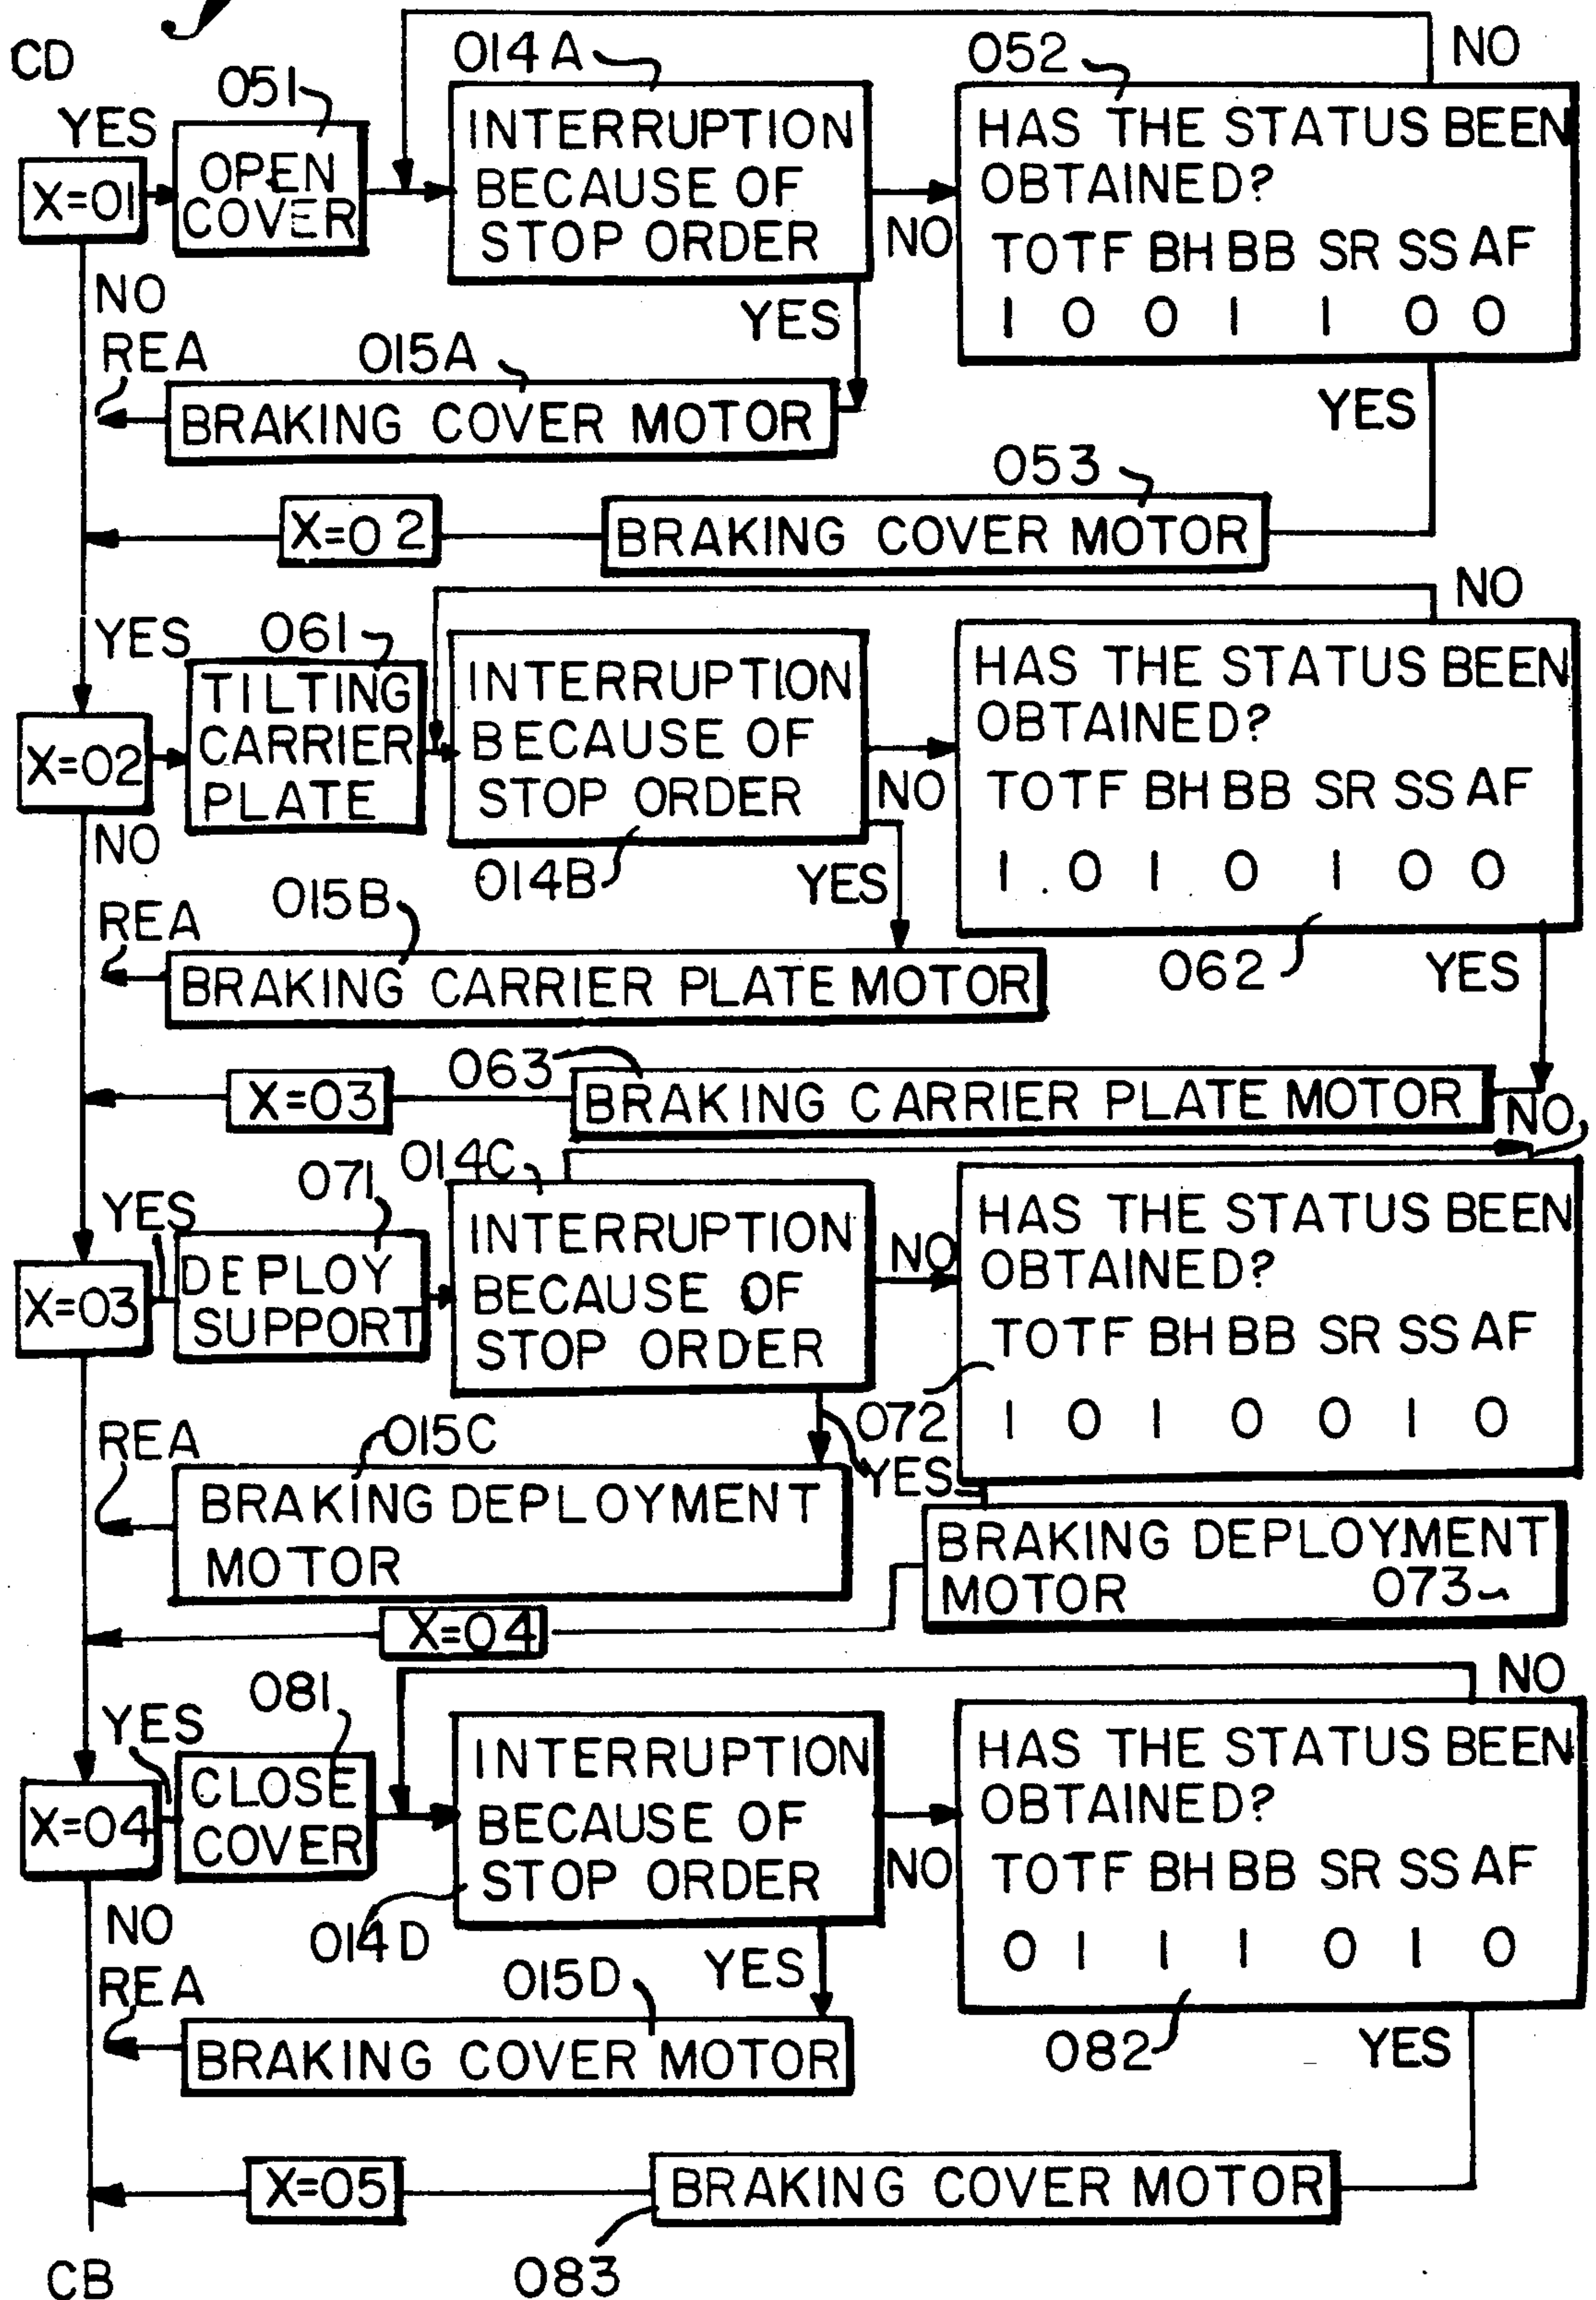 CD
014A
052
NO
051
YES
X=01
OPEN
COVER
INTERRUPTION
BECAUSE OF
STOP ORDER
NO
HAS THE STATUS BEEN
OBTAINED?
TO TF BH BB SR SS AF
1 0 0 1 1 0 0
NO
YES
REA
015A
BRAKING COVER MOTOR
YES
053
X=02
BRAKING COVER MOTOR
NO
YES
061
X=02
TILTING
CARRIER
PLATE
INTERRUPTION
BECAUSE OF
STOP ORDER
NO
HAS THE STATUS BEEN
OBTAINED?
TO TF BH BB SR SS AF
1 0 1 0 1 0 0
NO
014B
YES
015B
REA
BRAKING CARRIER PLATE MOTOR
062
YES
063
X=03
BRAKING CARRIER PLATE MOTOR
NO
014C
071
YES
X=03
DEPLOY
SUPPORT
INTERRUPTION
BECAUSE OF
STOP ORDER
NO
HAS THE STATUS BEEN
OBTAINED?
TO TF BH BB SR SS AF
1 0 1 0 0 1 0
072
REA
015C
YES
BRAKING DEPLOYMENT
MOTOR
BRAKING DEPLOYMENT
MOTOR 073
X=04
NO
081
YES
X=04
CLOSE
COVER
INTERRUPTION
BECAUSE OF
STOP ORDER
NO
HAS THE STATUS BEEN
OBTAINED?
TO TF BH BB SR SS AF
0 1 1 1 0 1 0
NO
014D
YES
REA
015D
BRAKING COVER MOTOR
082
YES
X=05
BRAKING COVER MOTOR
083
CB